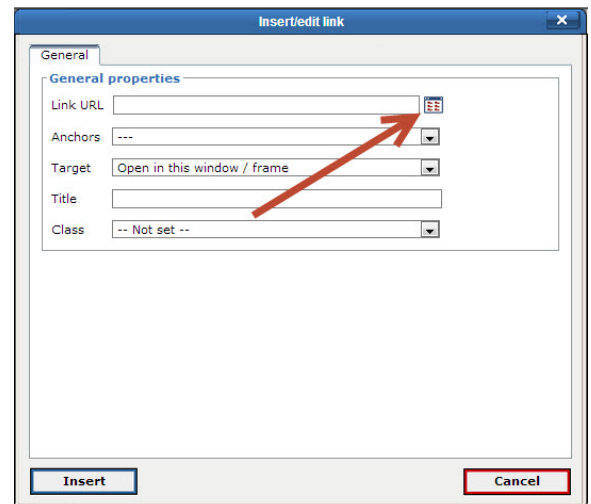 Insert/edit link
General
General properties
Link URL
Anchors ---
Target Open in this window / frame
Title
Class -- Not set --
Insert Cancel